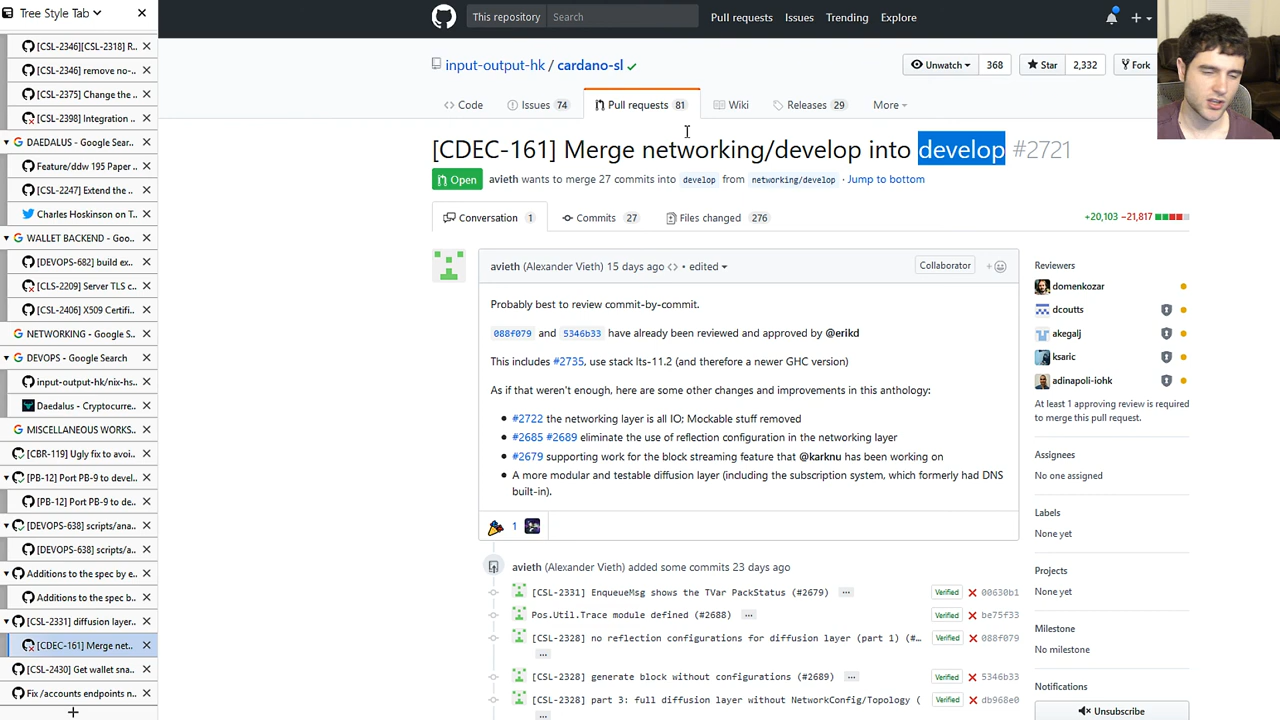 Tree Style Tab
[CSL-2346][CSL-2318] R..
[CSL-2346] remove no-..
[CSL-2375] Change the ..
[CSL-2398] Integration ..
DAEDALUS - Google Sear..
Feature/ddw 195 Paper ..
[CSL-2247] Extend the ..
Charles Hoskinson on T..
WALLET BACKEND - Goo..
[DEVOPS-682] build ex..
[CLS-2209] Server TLS c..
[CSL-2406] X509 Certifi..
NETWORKING - Google S..
DEVOPS - Google Search
input-output-hk/nix-hs..
Daedalus - Cryptocurre..
MISCELLANEOUS WORKS..
[CBR-119] Ugly fix to avoi..
[PB-12] Port PB-9 to devel..
[PB-12] Port PB-9 to de..
[DEVOPS-638] scripts/ana..
[DEVOPS-638] scripts/a..
Additions to the spec by e..
Additions to the spec b..
[CSL-2331] diffusion layer..
[CDEC-161] Merge net..
[CSL-2430] Get wallet sna..
Fix /accounts endpoints n..
This repository Search Pull requests Issues Trending Explore
input-output-hk / cardano-sl
Unwatch 368 Star 2,332 Fork
Code Issues 74 Pull requests 81 Wiki Releases 29 More
[CDEC-161] Merge networking/develop into develop #2721
Open avieth wants to merge 27 commits into develop from networking/develop · Jump to bottom
Conversation 1 Commits 27 Files changed 276 +20,103 −21,817
avieth (Alexander Vieth) 15 days ago <> • edited Collaborator
Probably best to review commit-by-commit.
088f079 and 5346b33 have already been reviewed and approved by @erikd
This includes #2735, use stack lts-11.2 (and therefore a newer GHC version)
As if that weren't enough, here are some other changes and improvements in this anthology:
• #2722 the networking layer is all IO; Mockable stuff removed
• #2685 #2689 eliminate the use of reflection configuration in the networking layer
• #2679 supporting work for the block streaming feature that @karknu has been working on
• A more modular and testable diffusion layer (including the subscription system, which formerly had DNS
built-in).
1
avieth (Alexander Vieth) added some commits 23 days ago
[CSL-2331] EnqueueMsg shows the TVar PackStatus (#2679) ... Verified 00630b1
Pos.Util.Trace module defined (#2688) ... Verified be75f33
[CSL-2328] no reflection configurations for diffusion layer (part 1) (#… Verified 088f079
...
[CSL-2328] generate block without configurations (#2689) ... Verified 5346b33
[CSL-2328] part 3: full diffusion layer without NetworkConfig/Topology ( Verified db968e0
...
Reviewers
domenkozar
dcoutts
akegalj
ksaric
adinapoli-iohk
At least 1 approving review is required
to merge this pull request.
Assignees
No one assigned
Labels
None yet
Projects
None yet
Milestone
No milestone
Notifications
Unsubscribe